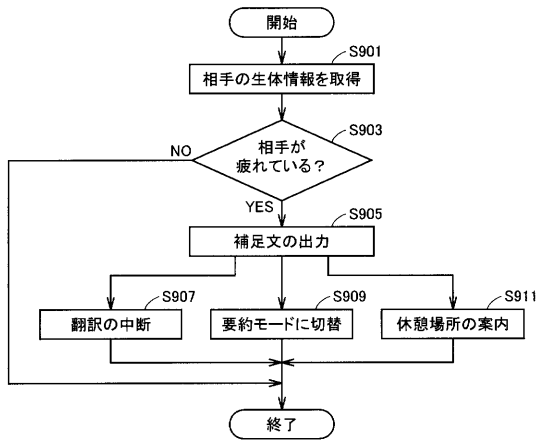 開始
S901
相手の生体情報を取得
S903
相手が
疲れている？
NO
YES
S905
補足文の出力
S907
翻訳の中断
S909
要約モードに切替
S911
休憩場所の案内
終了